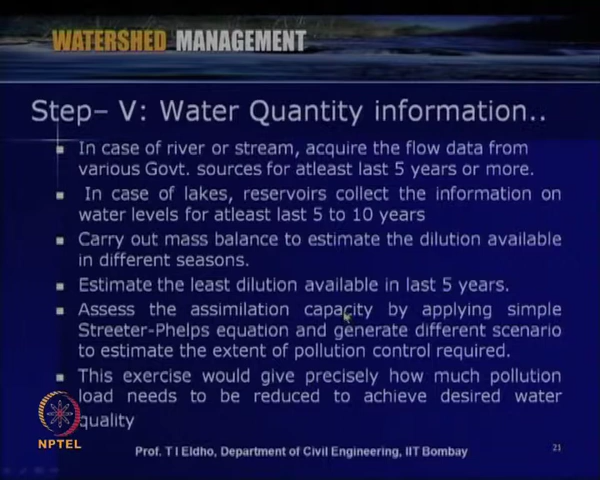 WATERSHED MANAGEMENT
Step– V: Water Quantity information..
In case of river or stream, acquire the flow data from
various Govt. sources for atleast last 5 years or more.
In case of lakes, reservoirs collect the information on
water levels for atleast last 5 to 10 years
Carry out mass balance to estimate the dilution available
in different seasons.
Estimate the least dilution available in last 5 years.
Assess the assimilation capacity by applying simple
Streeter-Phelps equation and generate different scenario
to estimate the extent of pollution control required.
This exercise would give precisely how much pollution
load needs to be reduced to achieve desired water
quality
NPTEL
Prof. T I Eldho, Department of Civil Engineering, IIT Bombay
21